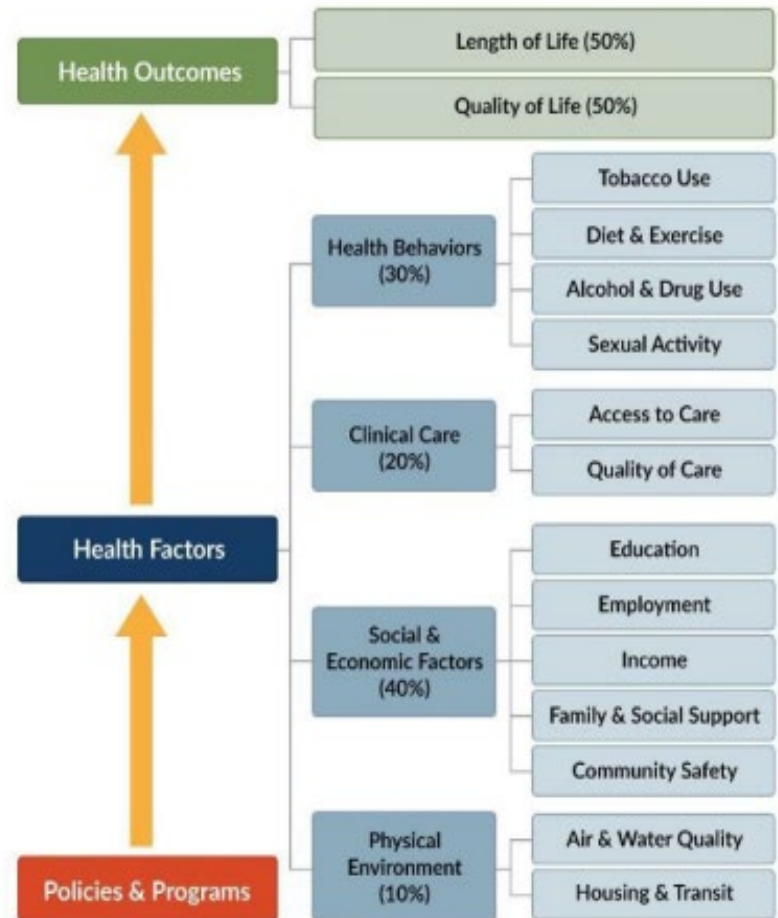 Health Outcomes
Length of Life (50%)
Quality of Life (50%)
Health Factors
Health Behaviors
(30%)
Tobacco Use
Diet & Exercise
Alcohol & Drug Use
Sexual Activity
Clinical Care
(20%)
Access to Care
Quality of Care
Social &
Economic Factors
(40%)
Education
Employment
Income
Family & Social Support
Community Safety
Physical
Environment
(10%)
Air & Water Quality
Housing & Transit
Policies & Programs